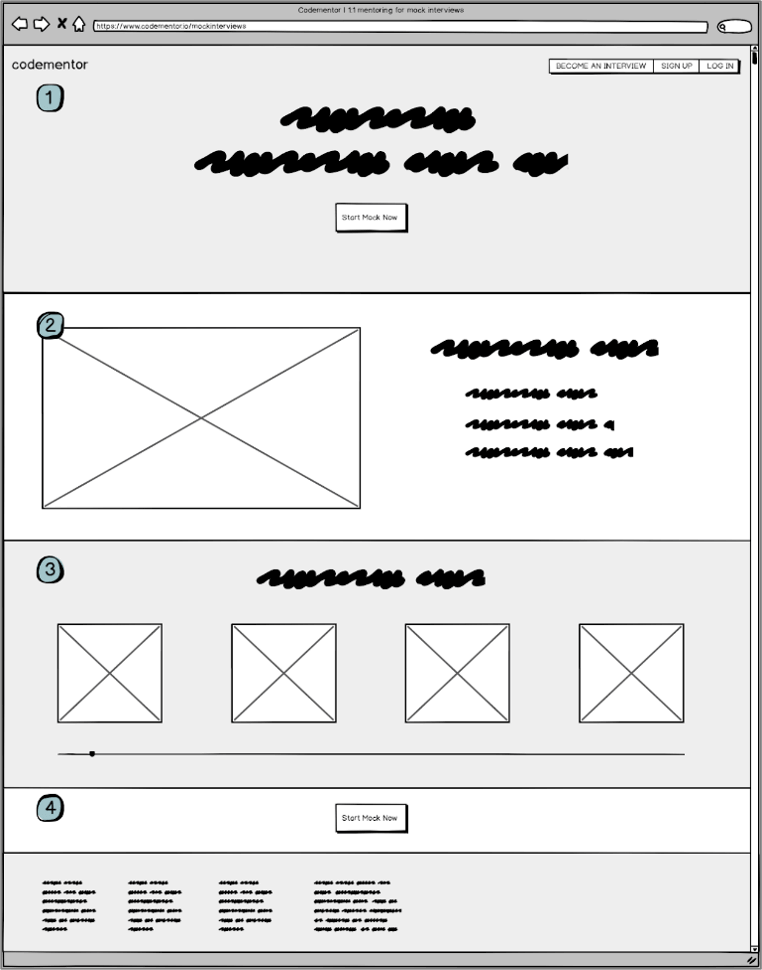 Codementor | 1:1 mentoring for mock interviews
https://www.codementor.io/mockinterviews
codementor
BECOME AN INTERVIEW SIGN UP LOG IN
1
Start Mock Now
2
3
4
Start Mock Now